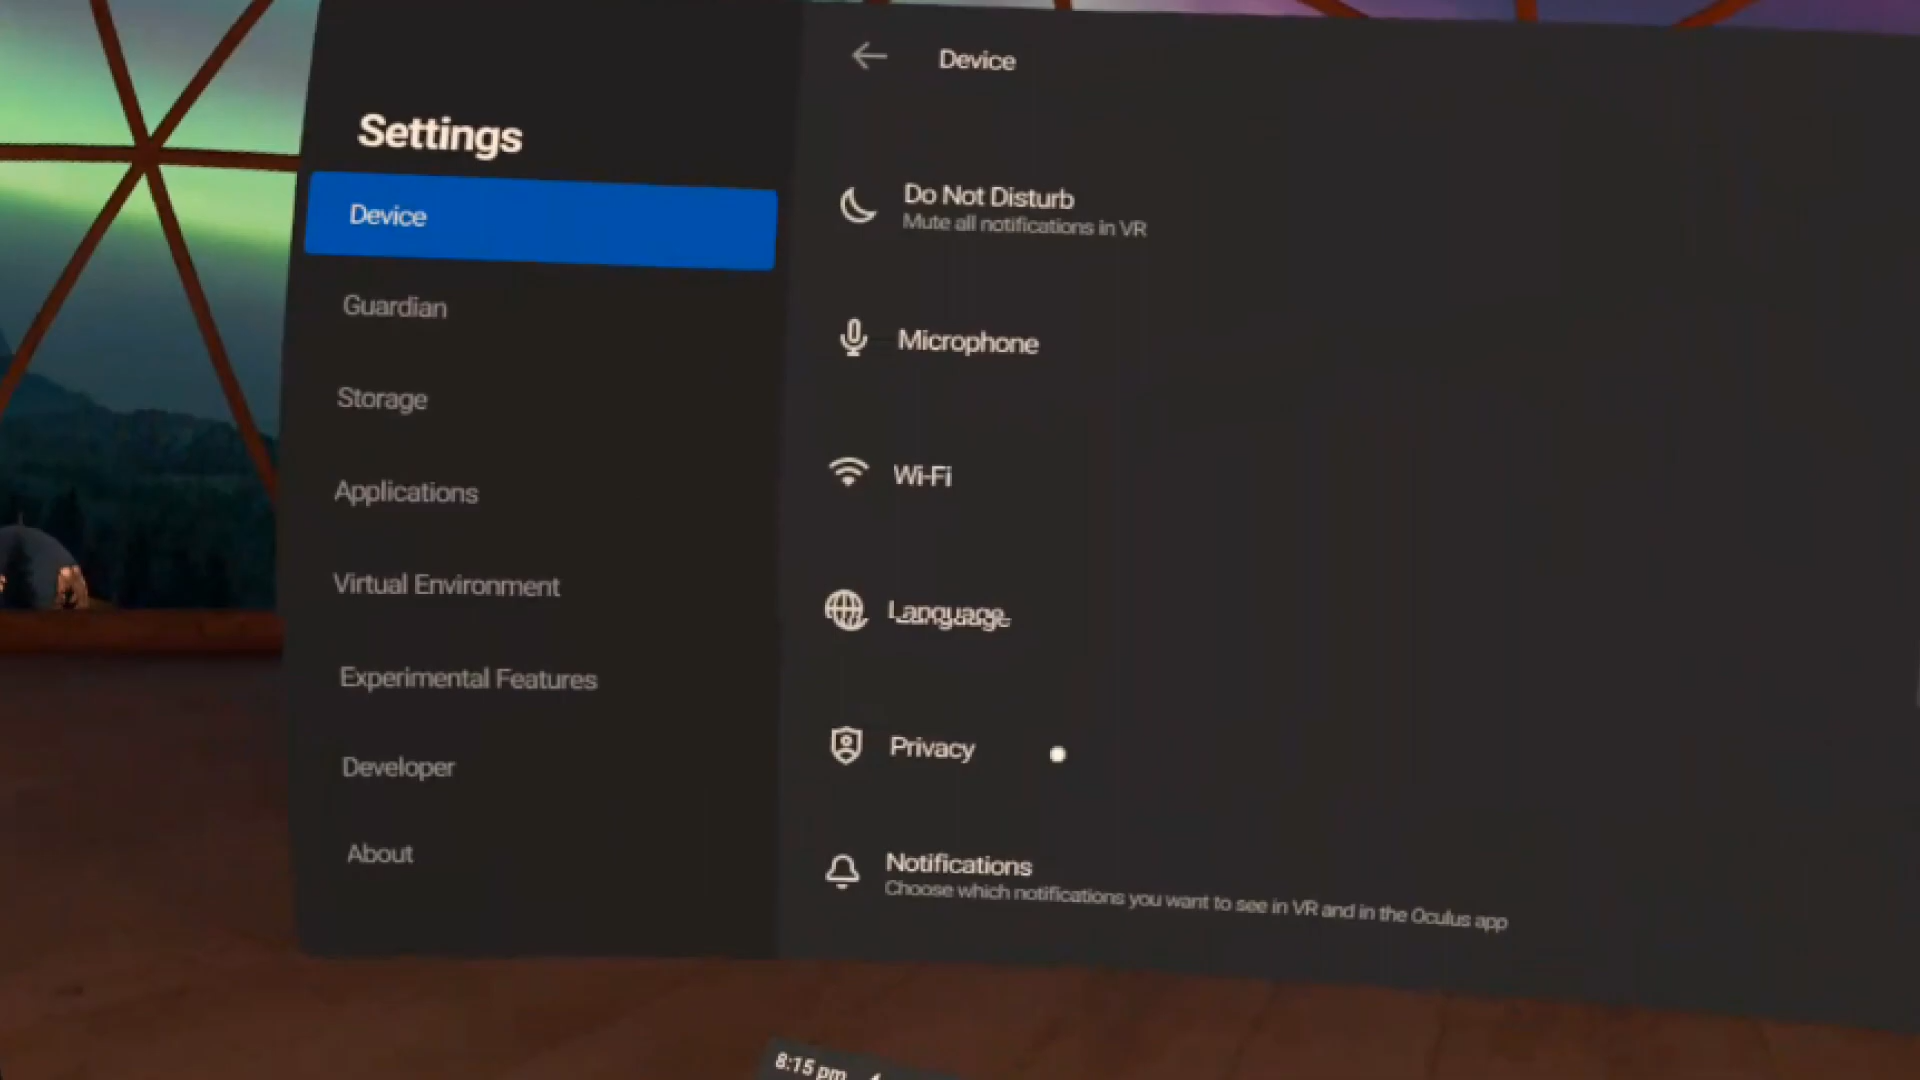 Settings
Device
Guardian
Storage
Applications
Virtual Environment
Experimental Features
Developer
About
Device
Do Not Disturb
Mute all notifications in VR
Microphone
Wi-Fi
Language
Privacy
Notifications
Choose which notifications you want to see in VR and in the Oculus app
8:15 pm